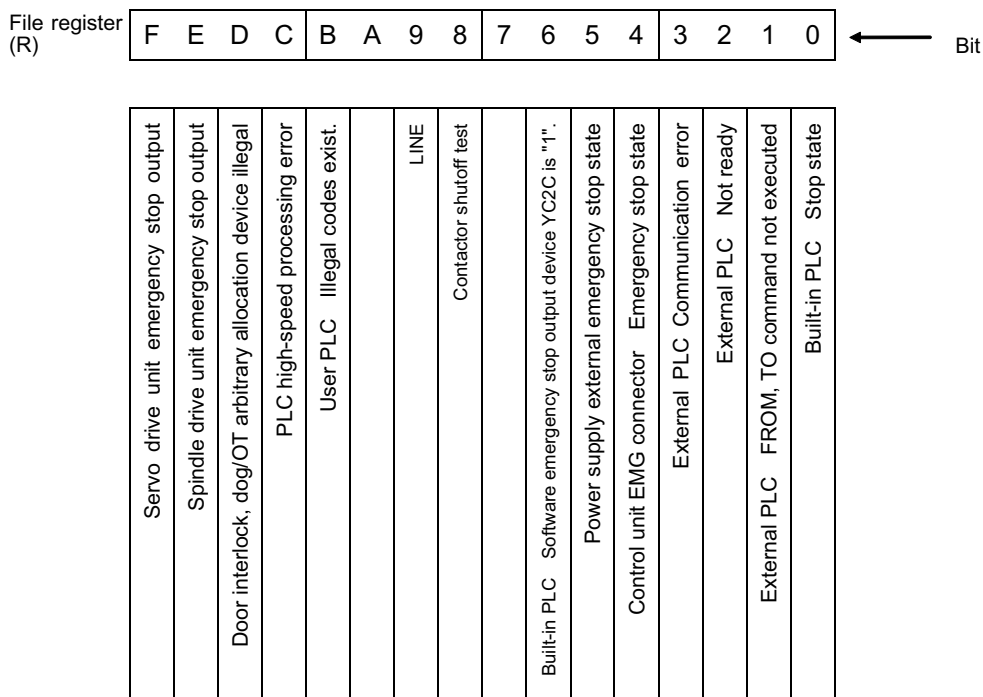 File register
(R)
F E D C B A 9 8 7 6 5 4 3 2 1 0
Bit
Servo drive unit emergency stop output
Spindle drive unit emergency stop output
Door interlock, dog/OT arbitrary allocation device illegal
PLC high-speed processing error
User PLC Illegal codes exist.
LINE
Contactor shutoff test
Built-in PLC Software emergency stop output device YC2C is "1".
Power supply external emergency stop state
Control unit EMG connector Emergency stop state
External PLC Communication error
External PLC Not ready
External PLC FROM, TO command not executed
Built-in PLC Stop state